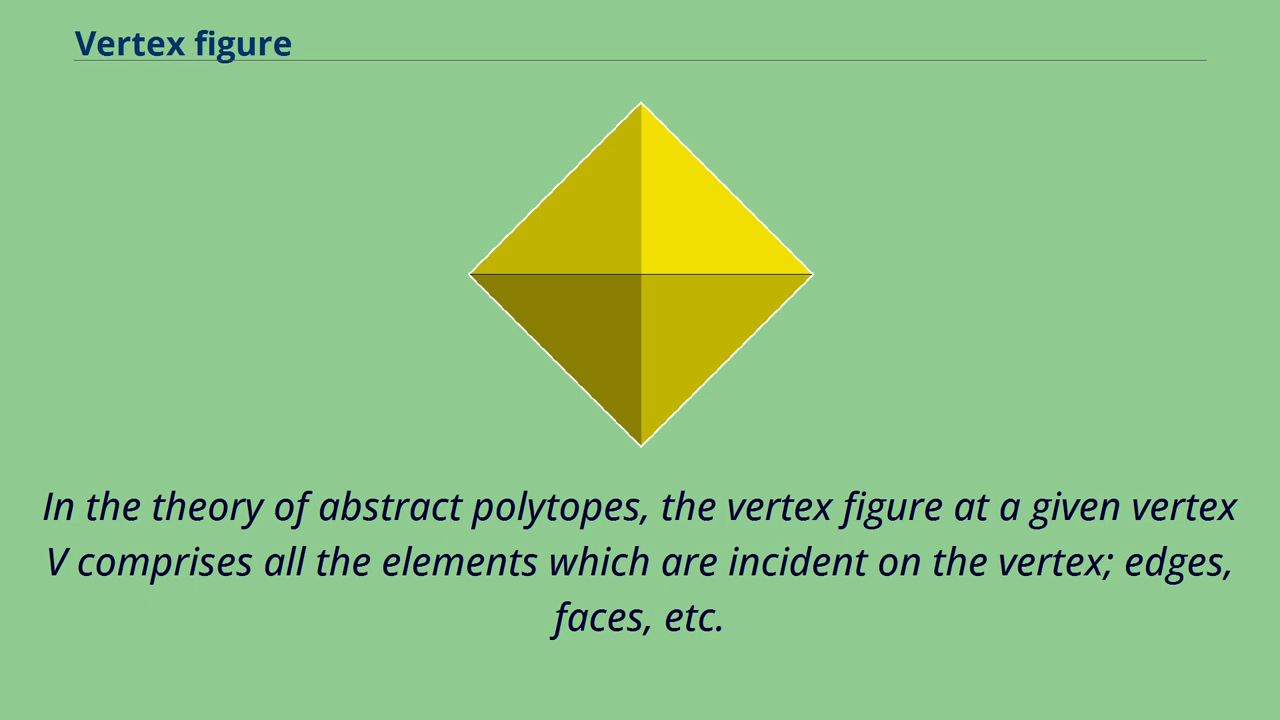 Vertex figure
In the theory of abstract polytopes, the vertex figure at a given vertex
V comprises all the elements which are incident on the vertex; edges,
faces, etc.